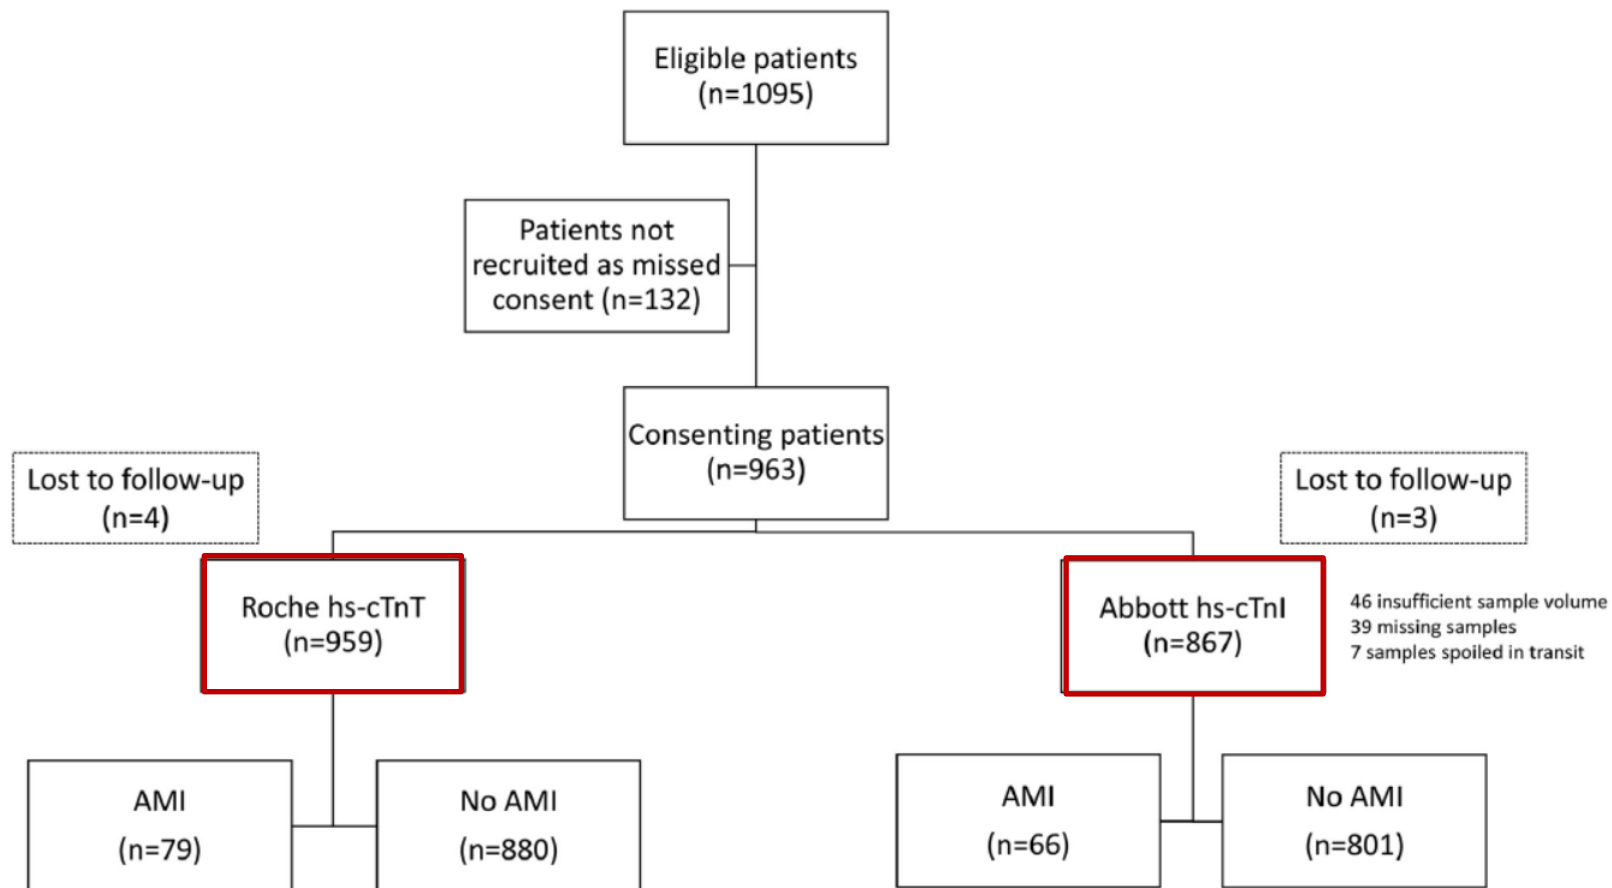 Eligible patients
(n=1095)
Patients not
recruited as missed
consent (n=132)
Consenting patients
(n=963)
Lost to follow-up
(n=4)
Lost to follow-up
(n=3)
Roche hs-cTnT
(n=959)
Abbott hs-cTnI
(n=867)
46 insufficient sample volume
39 missing samples
7 samples spoiled in transit
AMI
(n=79)
No AMI
(n=880)
AMI
(n=66)
No AMI
(n=801)